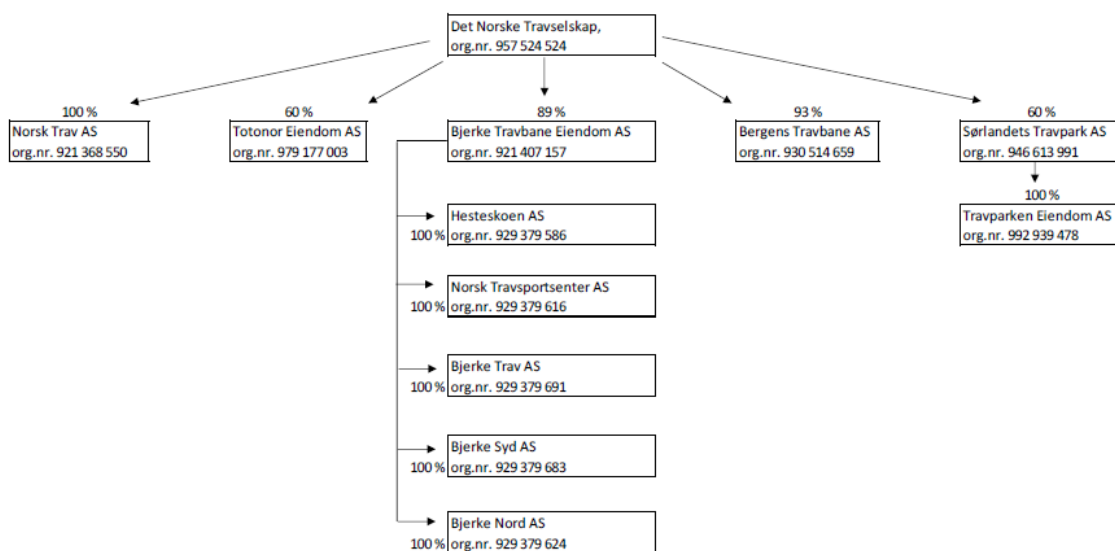 Det Norske Travselskap,
org.nr. 957 524 524
100 %
60 %
89 %
93 %
60 %
Norsk Trav AS
org.nr. 921 368 550
Totonor Eiendom AS
org.nr. 979 177 003
Bjerke Travbane Eiendom AS
org.nr. 921 407 157
Bergens Travbane AS
org.nr. 930 514 659
Sørlandets Travpark AS
org.nr. 946 613 991
100 %
Travparken Eiendom AS
org.nr. 992 939 478
Hesteskoen AS
100 % org.nr. 929 379 586
Norsk Travsportsenter AS
100 % org.nr. 929 379 616
Bjerke Trav AS
100 % org.nr. 929 379 691
Bjerke Syd AS
100 % org.nr. 929 379 683
Bjerke Nord AS
100 % org.nr. 929 379 624